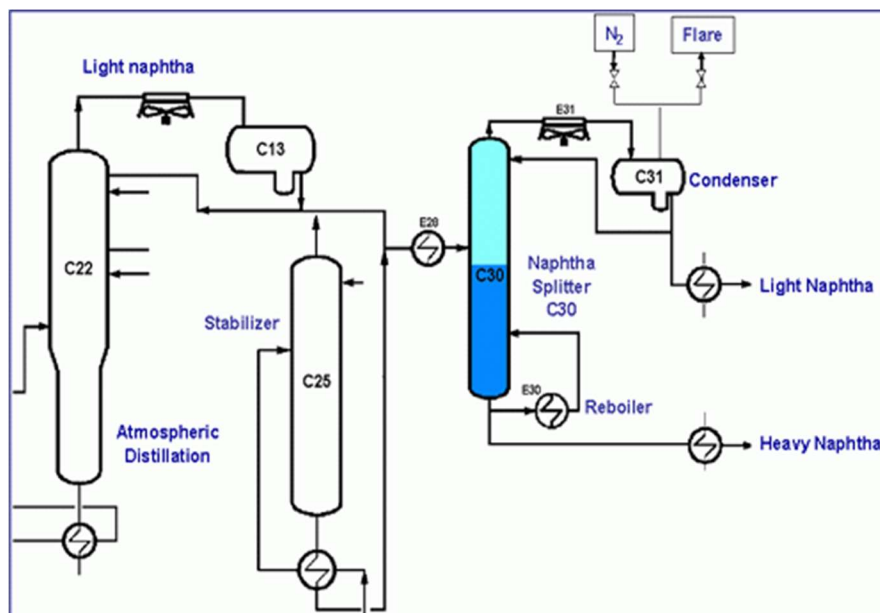 N2
Flare
Light naphtha
E31
C13
C31
Condenser
C22
E28
C30
Naphtha
Splitter
C30
Light Naphtha
Stabilizer
C25
E30
Reboiler
Atmospheric
Distillation
Heavy Naphtha